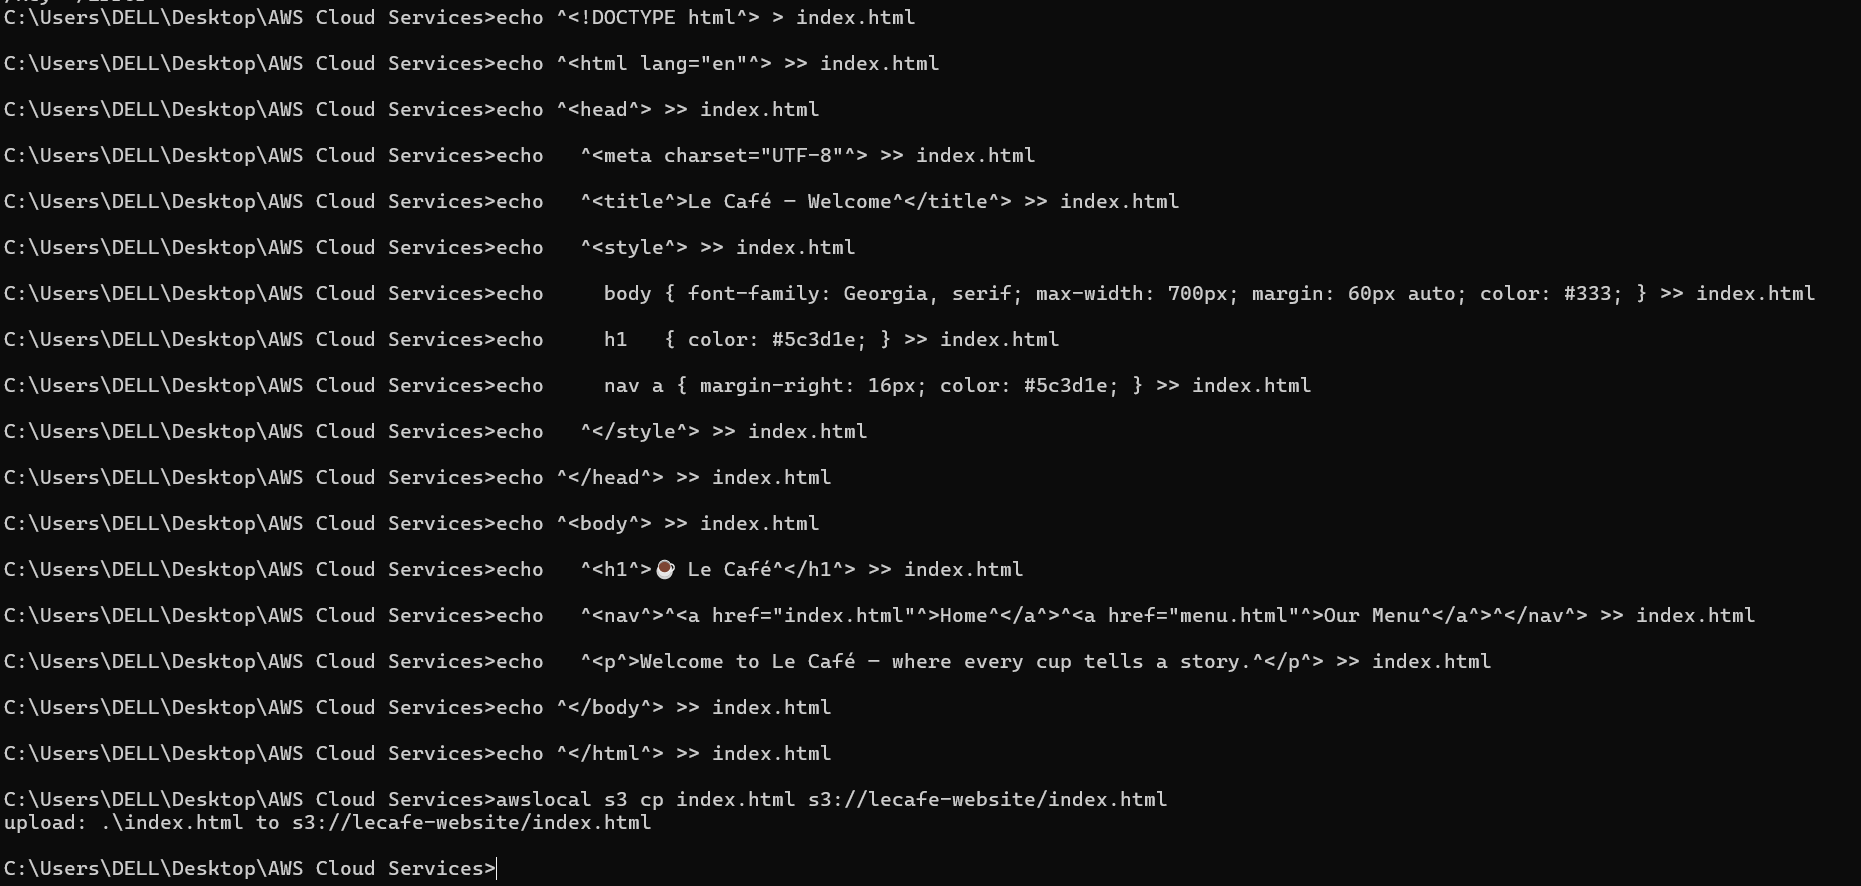 C:\Users\DELL\Desktop\AWS Cloud Services>echo ^<!DOCTYPE html^> > index.html
C:\Users\DELL\Desktop\AWS Cloud Services>echo ^<html lang="en"^> >> index.html
C:\Users\DELL\Desktop\AWS Cloud Services>echo ^<head^> >> index.html
C:\Users\DELL\Desktop\AWS Cloud Services>echo   ^<meta charset="UTF-8"^> >> index.html
C:\Users\DELL\Desktop\AWS Cloud Services>echo   ^<title^>Le Café — Welcome^</title^> >> index.html
C:\Users\DELL\Desktop\AWS Cloud Services>echo   ^<style^> >> index.html
C:\Users\DELL\Desktop\AWS Cloud Services>echo     body { font-family: Georgia, serif; max-width: 700px; margin: 60px auto; color: #333; } >> index.html
C:\Users\DELL\Desktop\AWS Cloud Services>echo     h1   { color: #5c3d1e; } >> index.html
C:\Users\DELL\Desktop\AWS Cloud Services>echo     nav a { margin-right: 16px; color: #5c3d1e; } >> index.html
C:\Users\DELL\Desktop\AWS Cloud Services>echo   ^</style^> >> index.html
C:\Users\DELL\Desktop\AWS Cloud Services>echo ^</head^> >> index.html
C:\Users\DELL\Desktop\AWS Cloud Services>echo ^<body^> >> index.html
C:\Users\DELL\Desktop\AWS Cloud Services>echo   ^<h1^>☕ Le Café^</h1^> >> index.html
C:\Users\DELL\Desktop\AWS Cloud Services>echo   ^<nav^>^<a href="index.html"^>Home^</a^>^<a href="menu.html"^>Our Menu^</a^>^</nav^> >> index.html
C:\Users\DELL\Desktop\AWS Cloud Services>echo   ^<p^>Welcome to Le Café — where every cup tells a story.^</p^> >> index.html
C:\Users\DELL\Desktop\AWS Cloud Services>echo ^</body^> >> index.html
C:\Users\DELL\Desktop\AWS Cloud Services>echo ^</html^> >> index.html
C:\Users\DELL\Desktop\AWS Cloud Services>awslocal s3 cp index.html s3://lecafe-website/index.html
upload: .\index.html to s3://lecafe-website/index.html
C:\Users\DELL\Desktop\AWS Cloud Services>